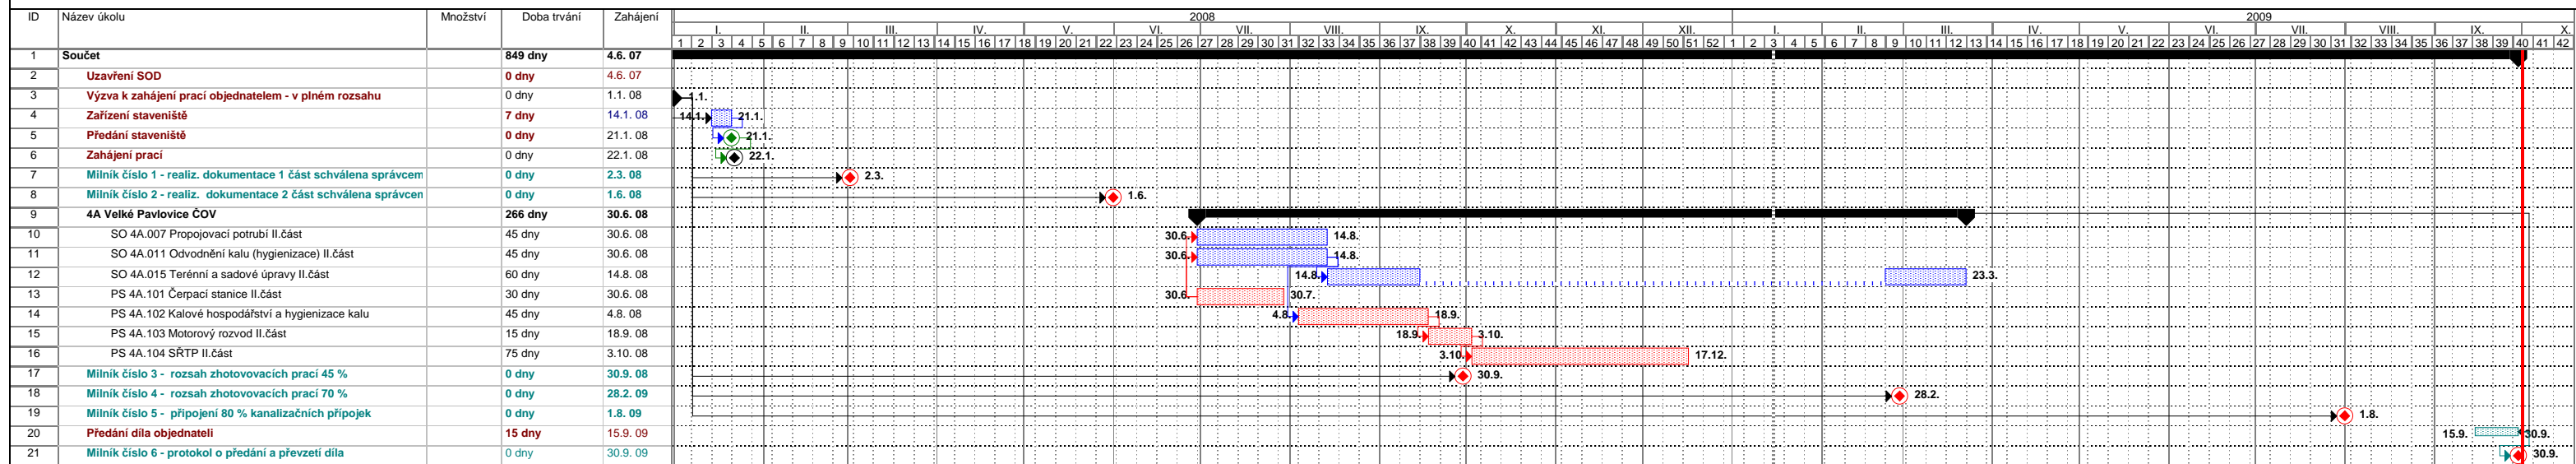 ID Název úkolu Množství Doba trvání Zahájení 2008 2009
I. II. III. IV. V. VI. VII. VIII. IX. X. XI. XII. I. II. III. IV. V. VI. VII. VIII. IX. X.
1 2 3 4 5 6 7 8 9 10 11 12 13 14 15 16 17 18 19 20 21 22 23 24 25 26 27 28 29 30 31 32 33 34 35 36 37 38 39 40 41 42 43 44 45 46 47 48 49 50 51 52 1 2 3 4 5 6 7 8 9 10 11 12 13 14 15 16 17 18 19 20 21 22 23 24 25 26 27 28 29 30 31 32 33 34 35 36 37 38 39 40 41 42
1 Součet 849 dny 4.6. 07
2 Uzavření SOD 0 dny 4.6. 07
3 Výzva k zahájení prací objednatelem - v plném rozsahu 0 dny 1.1. 08 1.1.
4 Zařízení staveniště 7 dny 14.1. 08 14.1. 21.1.
5 Předání staveniště 0 dny 21.1. 08 21.1.
6 Zahájení prací 0 dny 22.1. 08 22.1.
7 Milník číslo 1 - realiz. dokumentace 1 část schválena správcem 0 dny 2.3. 08 2.3.
8 Milník číslo 2 - realiz. dokumentace 2 část schválena správcen 0 dny 1.6. 08 1.6.
9 4A Velké Pavlovice ČOV 266 dny 30.6. 08
10 SO 4A.007 Propojovací potrubí II.část 45 dny 30.6. 08 30.6. 14.8.
11 SO 4A.011 Odvodnění kalu (hygienizace) II.část 45 dny 30.6. 08 30.6. 14.8.
12 SO 4A.015 Terénní a sadové úpravy II.část 60 dny 14.8. 08 14.8. 23.3.
13 PS 4A.101 Čerpací stanice II.část 30 dny 30.6. 08 30.6. 30.7.
14 PS 4A.102 Kalové hospodářství a hygienizace kalu 45 dny 4.8. 08 4.8. 18.9.
15 PS 4A.103 Motorový rozvod II.část 15 dny 18.9. 08 18.9. 3.10.
16 PS 4A.104 SŘTP II.část 75 dny 3.10. 08 3.10. 17.12.
17 Milník číslo 3 - rozsah zhotovovacích prací 45 % 0 dny 30.9. 08 30.9.
18 Milník číslo 4 - rozsah zhotovovacích prací 70 % 0 dny 28.2. 09 28.2.
19 Milník číslo 5 - připojení 80 % kanalizačních přípojek 0 dny 1.8. 09 1.8.
20 Předání díla objednateli 15 dny 15.9. 09 15.9. 30.9.
21 Milník číslo 6 - protokol o předání a převzetí díla 0 dny 30.9. 09 30.9.